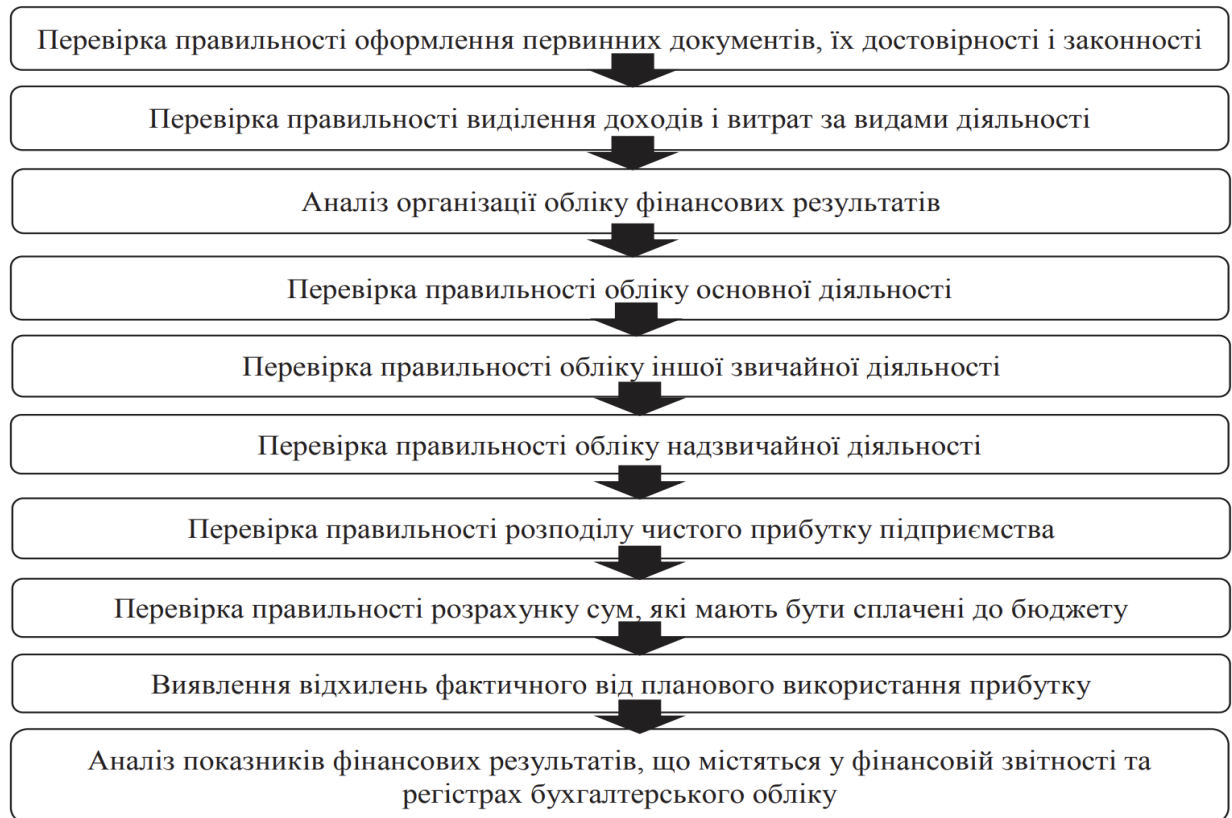 Перевірка правильності оформлення первинних документів, їх достовірності і законності
Перевірка правильності виділення доходів і витрат за видами діяльності
Аналіз організації обліку фінансових результатів
Перевірка правильності обліку основної діяльності
Перевірка правильності обліку іншої звичайної діяльності
Перевірка правильності обліку надзвичайної діяльності
Перевірка правильності розподілу чистого прибутку підприємства
Перевірка правильності розрахунку сум, які мають бути сплачені до бюджету
Виявлення відхилень фактичного від планового використання прибутку
Аналіз показників фінансових результатів, що містяться у фінансовій звітності та
регістрах бухгалтерського обліку